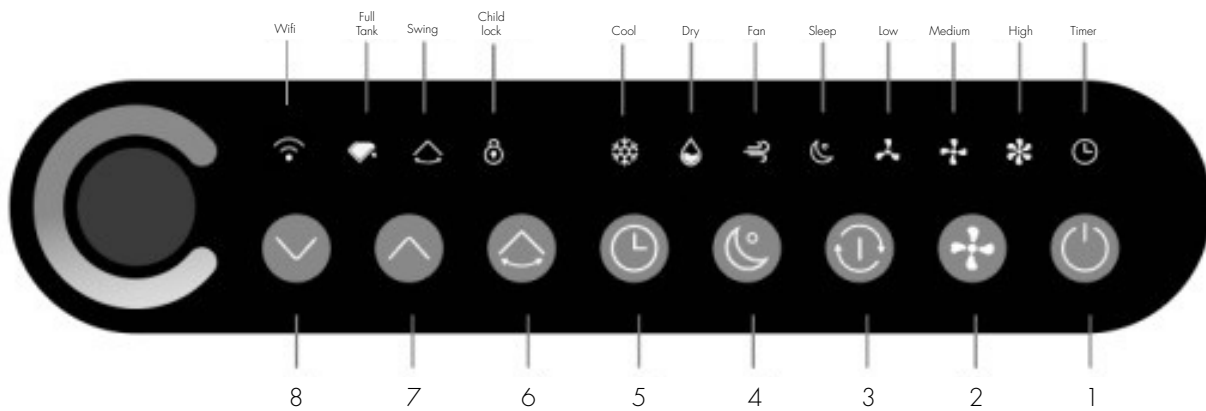 Wifi
Full
Tank
Swing
Child
lock
Cool
Dry
Fan
Sleep
Low
Medium
High
Timer
8 7 6 5 4 3 2 1